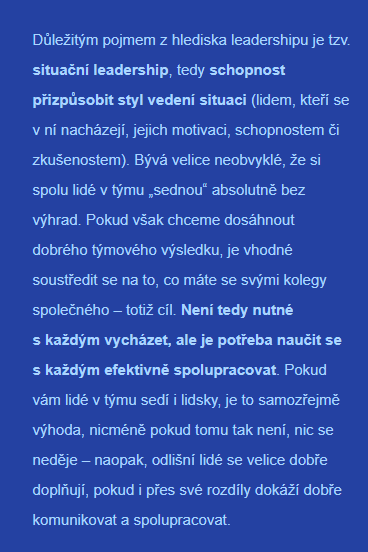 Důležitým pojmem z hlediska leadershipu je tzv.
situační leadership, tedy schopnost
přizpůsobit styl vedení situaci (lidem, kteří se
v ní nacházejí, jejich motivaci, schopnostem či
zkušenostem). Bývá velice neobvyklé, že si
spolu lidé v týmu „sednou“ absolutně bez
výhrad. Pokud však chceme dosáhnout
dobrého týmového výsledku, je vhodné
soustředit se na to, co máte se svými kolegy
společného – totiž cíl. Není tedy nutné
s každým vycházet, ale je potřeba naučit se
s každým efektivně spolupracovat. Pokud
vám lidé v týmu sedí i lidsky, je to samozřejmě
výhoda, nicméně pokud tomu tak není, nic se
neděje – naopak, odlišní lidé se velice dobře
doplňují, pokud i přes své rozdíly dokáží dobře
komunikovat a spolupracovat.